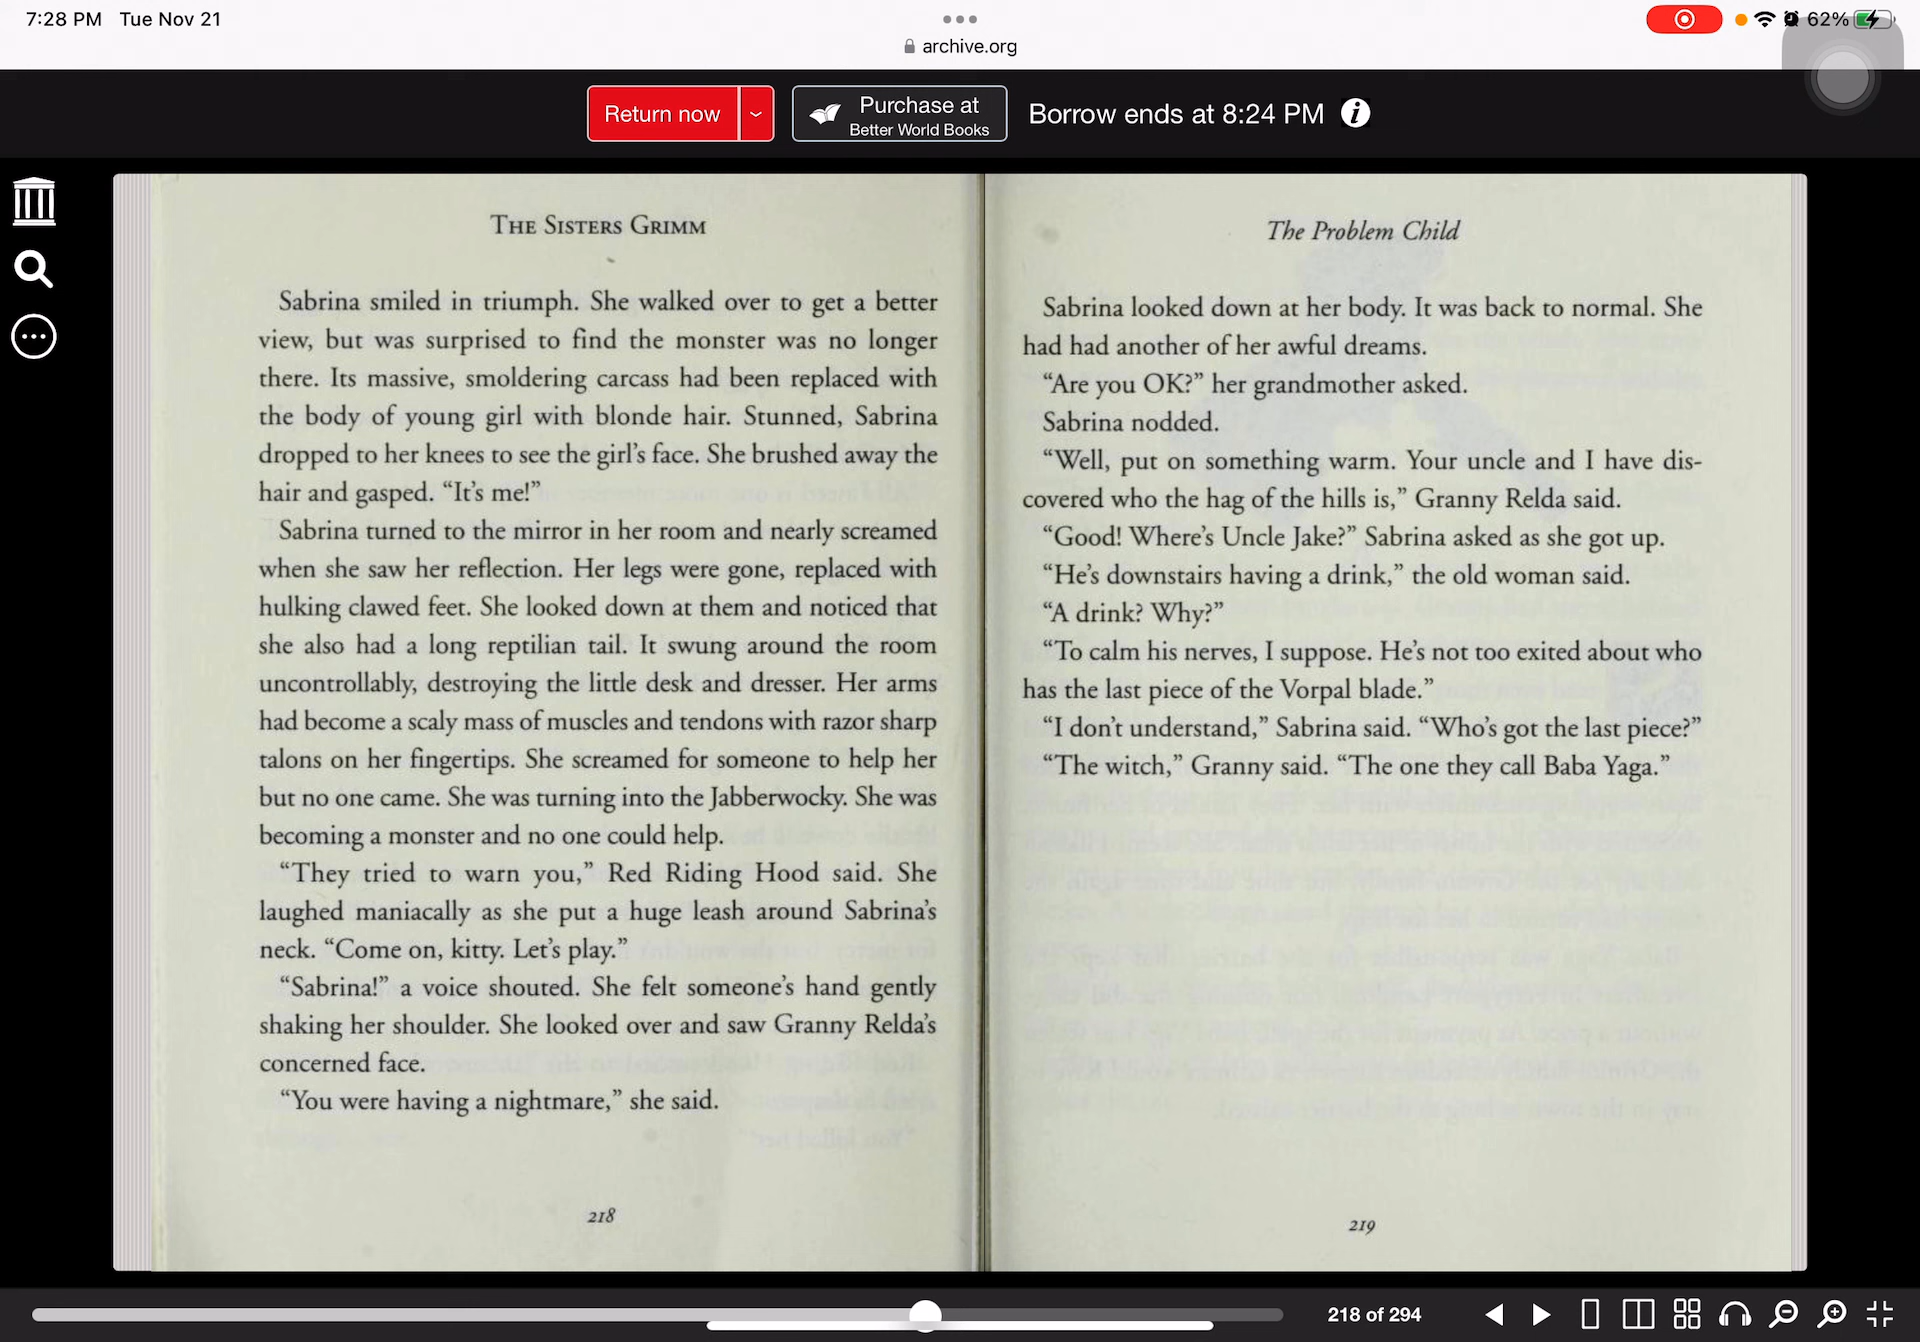 7:28 PM Tue Nov 21
62%
archive.org
Return now
Purchase at
Better World Books
Borrow ends at 8:24 PM
THE SISTERS GRIMM
Sabrina smiled in triumph. She walked over to get a better
view, but was surprised to find the monster was no longer
there. Its massive, smoldering carcass had been replaced with
the body of young girl with blonde hair. Stunned, Sabrina
dropped to her knees to see the girl’s face. She brushed away the
hair and gasped. “It’s me!”
Sabrina turned to the mirror in her room and nearly screamed
when she saw her reflection. Her legs were gone, replaced with
hulking clawed feet. She looked down at them and noticed that
she also had a long reptilian tail. It swung around the room
uncontrollably, destroying the little desk and dresser. Her arms
had become a scaly mass of muscles and tendons with razor sharp
talons on her fingertips. She screamed for someone to help her
but no one came. She was turning into the Jabberwocky. She was
becoming a monster and no one could help.
“They tried to warn you,” Red Riding Hood said. She
laughed maniacally as she put a huge leash around Sabrina’s
neck. “Come on, kitty. Let’s play.”
“Sabrina!” a voice shouted. She felt someone’s hand gently
shaking her shoulder. She looked over and saw Granny Relda’s
concerned face.
“You were having a nightmare,” she said.
218
The Problem Child
Sabrina looked down at her body. It was back to normal. She
had had another of her awful dreams.
“Are you OK?” her grandmother asked.
Sabrina nodded.
“Well, put on something warm. Your uncle and I have dis-
covered who the hag of the hills is,” Granny Relda said.
“Good! Where’s Uncle Jake?” Sabrina asked as she got up.
“He’s downstairs having a drink,” the old woman said.
“A drink? Why?”
“To calm his nerves, I suppose. He’s not too exited about who
has the last piece of the Vorpal blade.”
“I don’t understand,” Sabrina said. “Who’s got the last piece?”
“The witch,” Granny said. “The one they call Baba Yaga.”
219
218 of 294